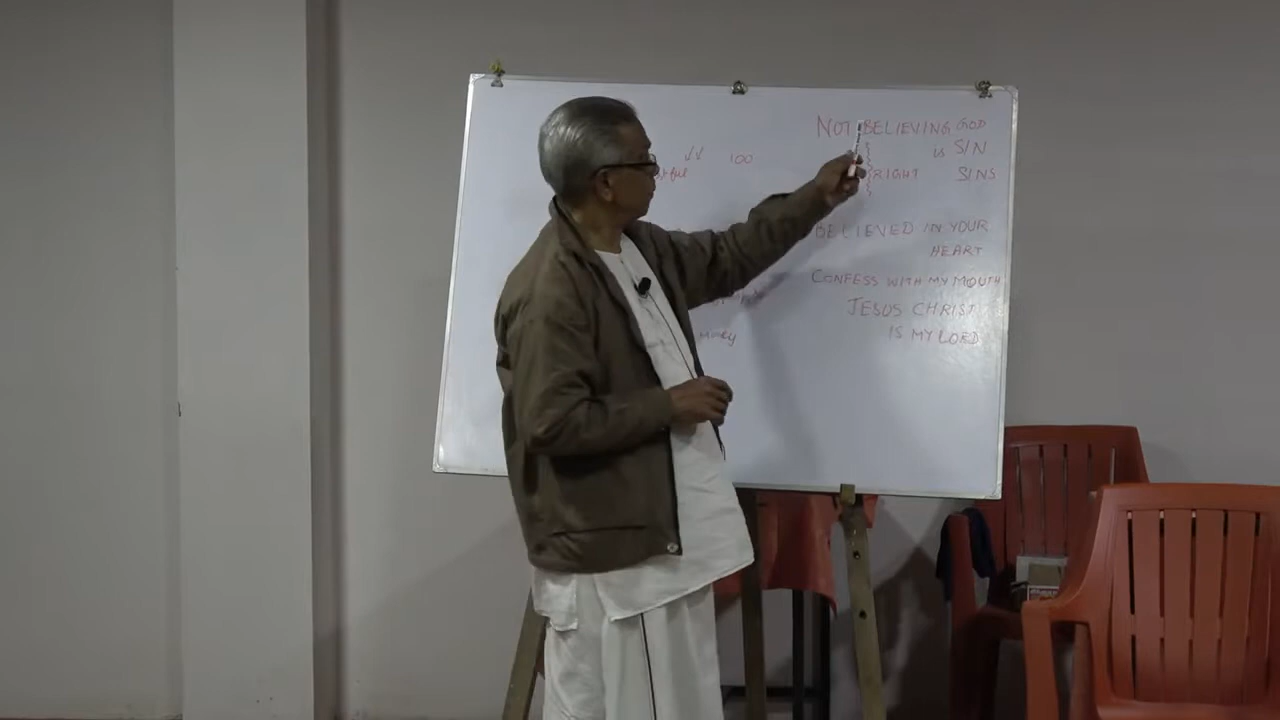 100
NOT BELIEVING GOD
is SIN
RIGHT SINS
BELIEVED IN YOUR
HEART
CONFESS WITH MY MOUTH
JESUS CHRIST
IS MY LORD